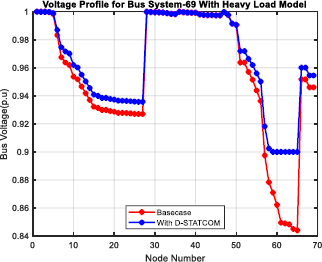 Voltage Profile for Bus System-69 With Heavy Load Model
Bus Voltage(p.u)
1
0.98
0.96
0.94
0.92
0.9
0.88
0.86
0.84
Basecase
With D-STATCOM
0 10 20 30 40 50 60 70
Node Number